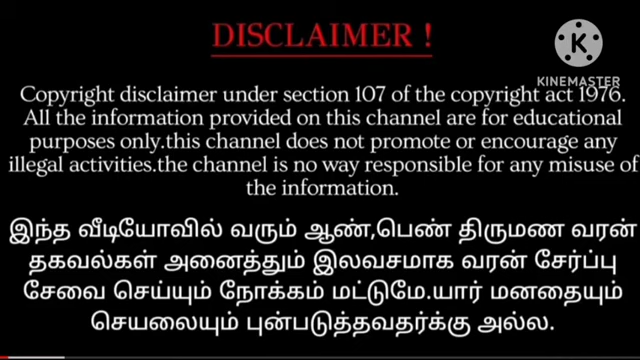 DISCLAIMER !
KINEMASTER
Copyright disclaimer under section 107 of the copyright act 1976.
All the information provided on this channel are for educational
purposes only.this channel does not promote or encourage any
illegal activities.the channel is no way responsible for any misuse of
the information.
இந்த வீடியோவில் வரும் ஆண்,பெண் திருமண வரன்
தகவல்கள் அனைத்தும் இலவசமாக வரன் சேர்ப்பு
சேவை செய்யும் நோக்கம் மட்டுமே.யார் மனதையும்
செயலையும் புன்படுத்தவதர்க்கு அல்ல.